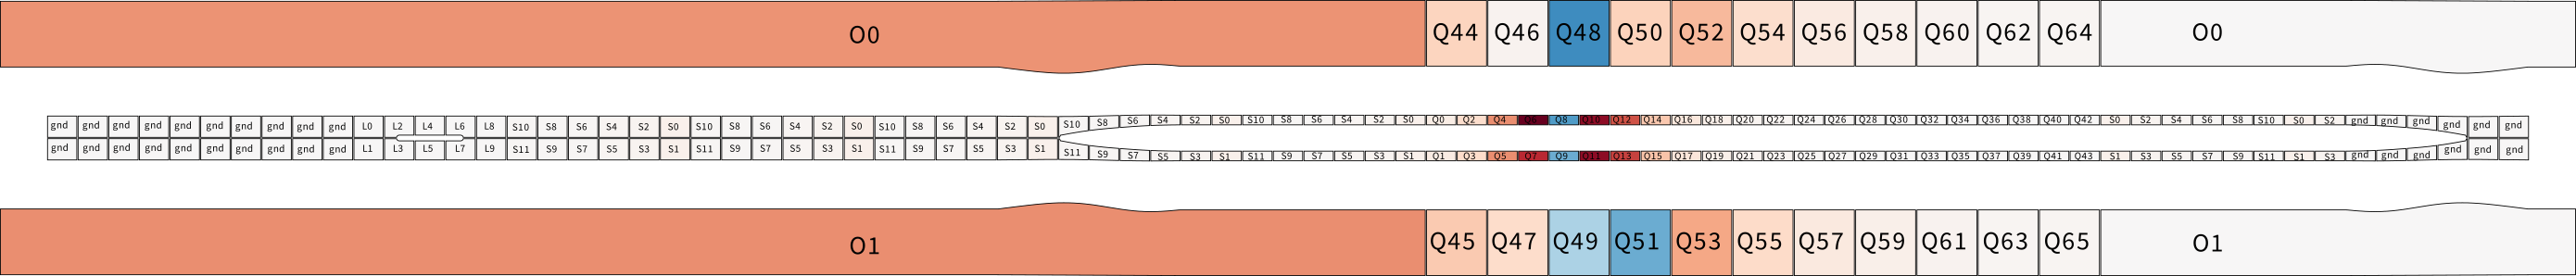 O0 Q44 Q46 Q48 Q50 Q52 Q54 Q56 Q58 Q60 Q62 Q64 O0
gnd gnd gnd gnd gnd gnd gnd gnd gnd gnd L0 L2 L4 L6 L8 S10 S8 S6 S4 S2 S0 S10 S8 S6 S4 S2 S0 S10 S8 S6 S4 S2 S0 S10 S8 S6 S4 S2 S0 S10 S8 S6 S4 S2 S0 Q0 Q2 Q4 Q6 Q8 Q10 Q12 Q14 Q16 Q18 Q20 Q22 Q24 Q26 Q28 Q30 Q32 Q34 Q36 Q38 Q40 Q42 S0 S2 S4 S6 S8 S10 S0 S2 gnd gnd gnd gnd gnd gnd
gnd gnd gnd gnd gnd gnd gnd gnd gnd gnd L1 L3 L5 L7 L9 S11 S9 S7 S5 S3 S1 S11 S9 S7 S5 S3 S1 S11 S9 S7 S5 S3 S1 S11 S9 S7 S5 S3 S1 S11 S9 S7 S5 S3 S1 Q1 Q3 Q5 Q7 Q9 Q11 Q13 Q15 Q17 Q19 Q21 Q23 Q25 Q27 Q29 Q31 Q33 Q35 Q37 Q39 Q41 Q43 S1 S3 S5 S7 S9 S11 S1 S3 gnd gnd gnd gnd gnd gnd
O1 Q45 Q47 Q49 Q51 Q53 Q55 Q57 Q59 Q61 Q63 Q65 O1